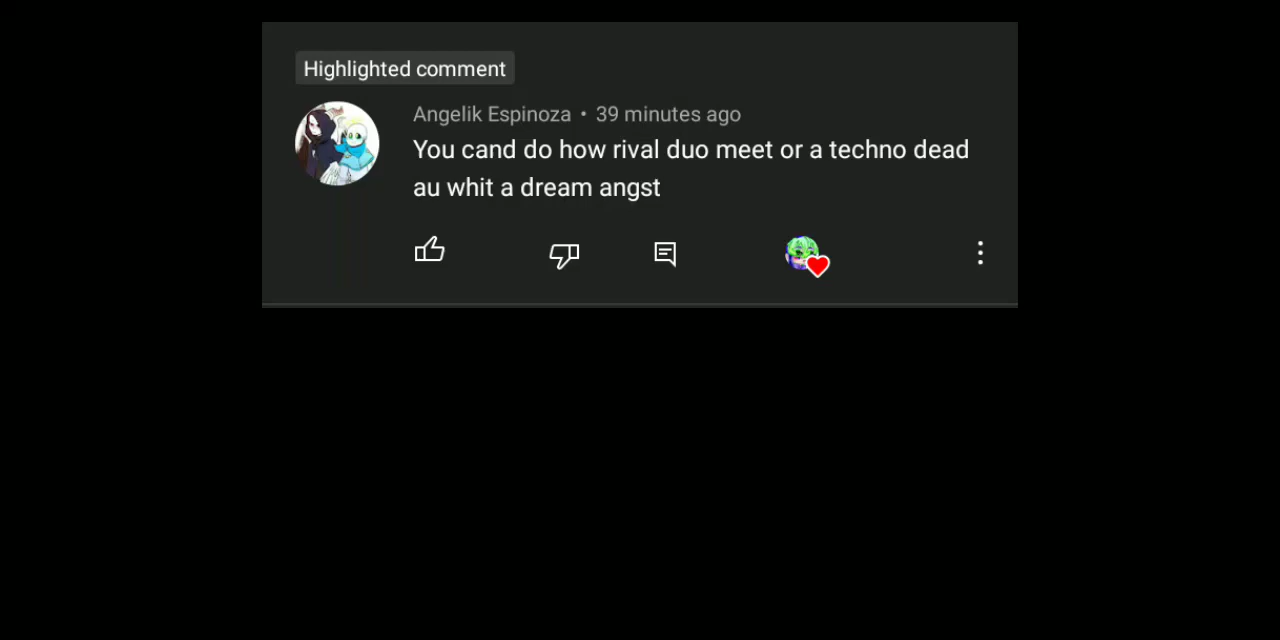 Highlighted comment
Angelik Espinoza • 39 minutes ago
You cand do how rival duo meet or a techno dead
au whit a dream angst